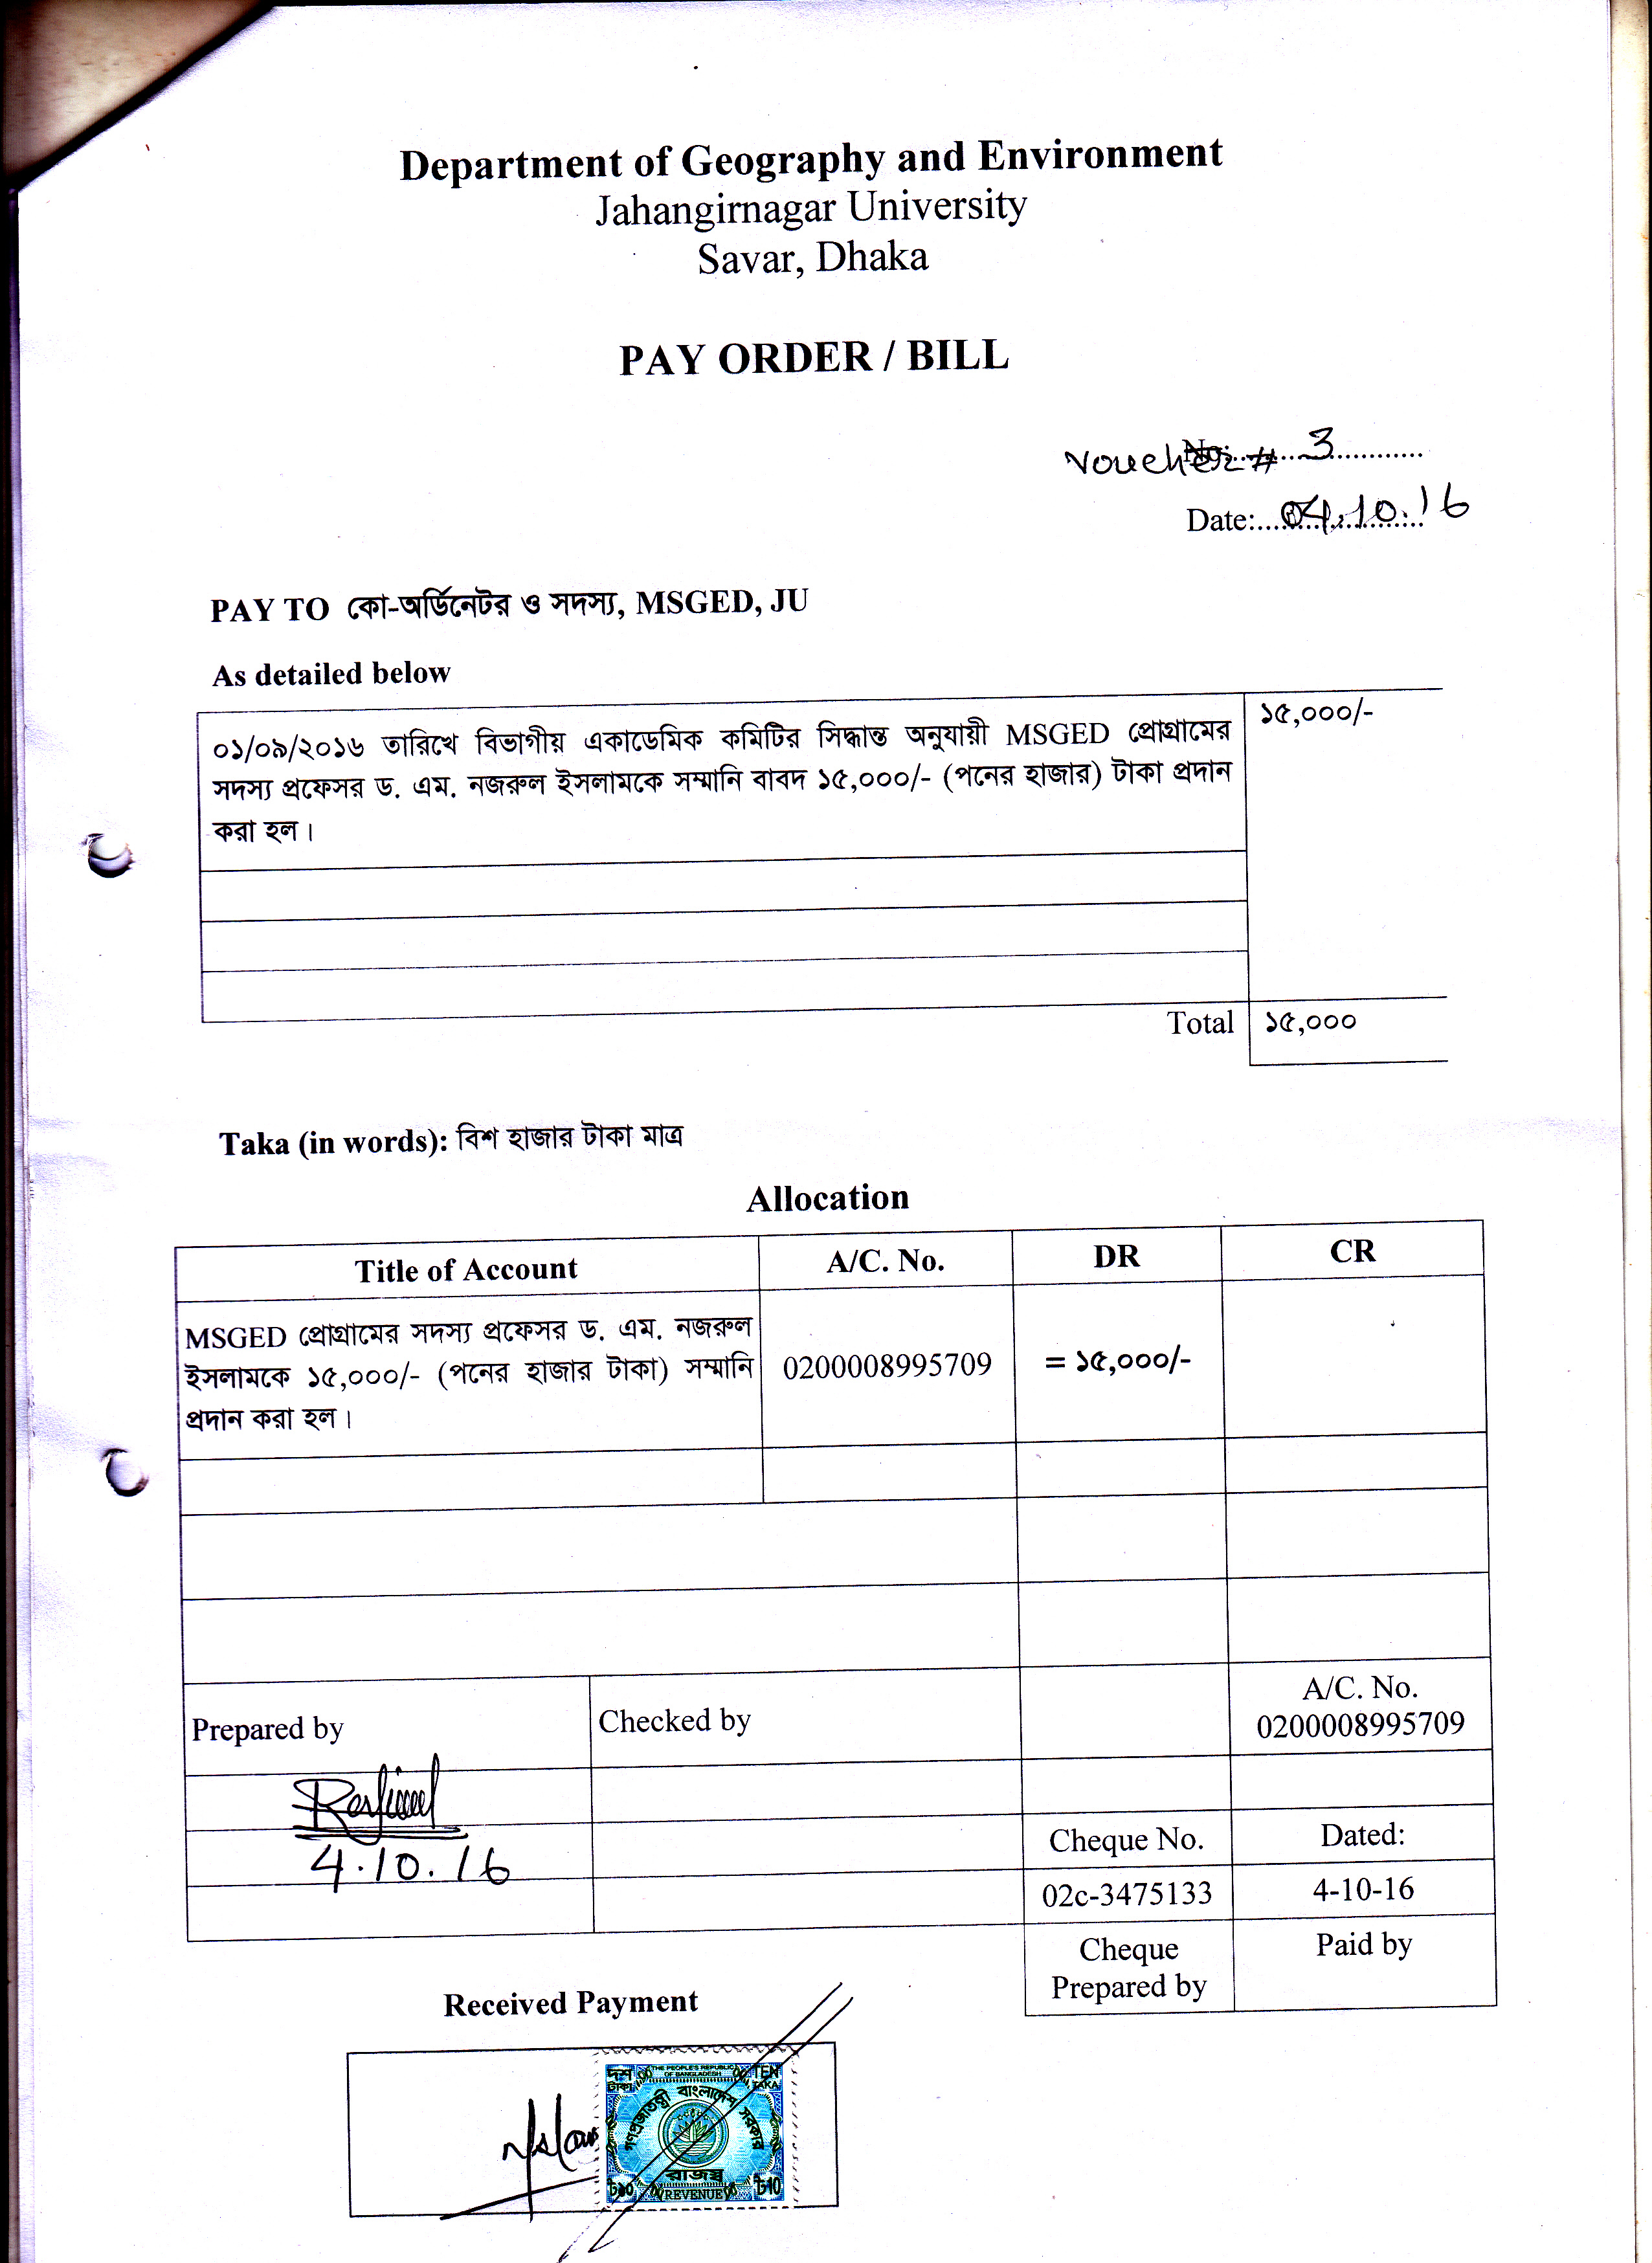 Department of Geography and Environment
Jahangirnagar University
Savar, Dhaka
PAY ORDER / BILL
Voucher # 3
Date:....04.10.16
PAY TO কো-অর্ডিনেটর ও সদস্য, MSGED, JU
As detailed below
০১/০৯/২০১৬ তারিখে বিভাগীয় একাডেমিক কমিটির সিদ্ধান্ত অনুযায়ী MSGED প্রোগ্রামের ১৫,০০০/-
সদস্য প্রফেসর ড. এম. নজরুল ইসলামকে সম্মানি বাবদ ১৫,০০০/- (পনের হাজার) টাকা প্রদান
করা হল।
Total ১৫,০০০
Taka (in words): বিশ হাজার টাকা মাত্র
Allocation
Title of Account A/C. No. DR CR
MSGED প্রোগ্রামের সদস্য প্রফেসর ড. এম. নজরুল
ইসলামকে ১৫,০০০/- (পনের হাজার টাকা) সম্মানি 0200008995709 = ১৫,০০০/-
প্রদান করা হল।
Prepared by Checked by A/C. No.
0200008995709
4.10.16
Cheque No. Dated:
02c-3475133 4-10-16
Cheque Paid by
Prepared by
Received Payment
দশ THE PEOPLE'S REPUBLIC TEN
টাকা OF BANGLADESH TAKA
গণপ্রজাতন্ত্রী বাংলাদেশ সরকার
রাজস্ব
৳১০ REVENUE ৳10